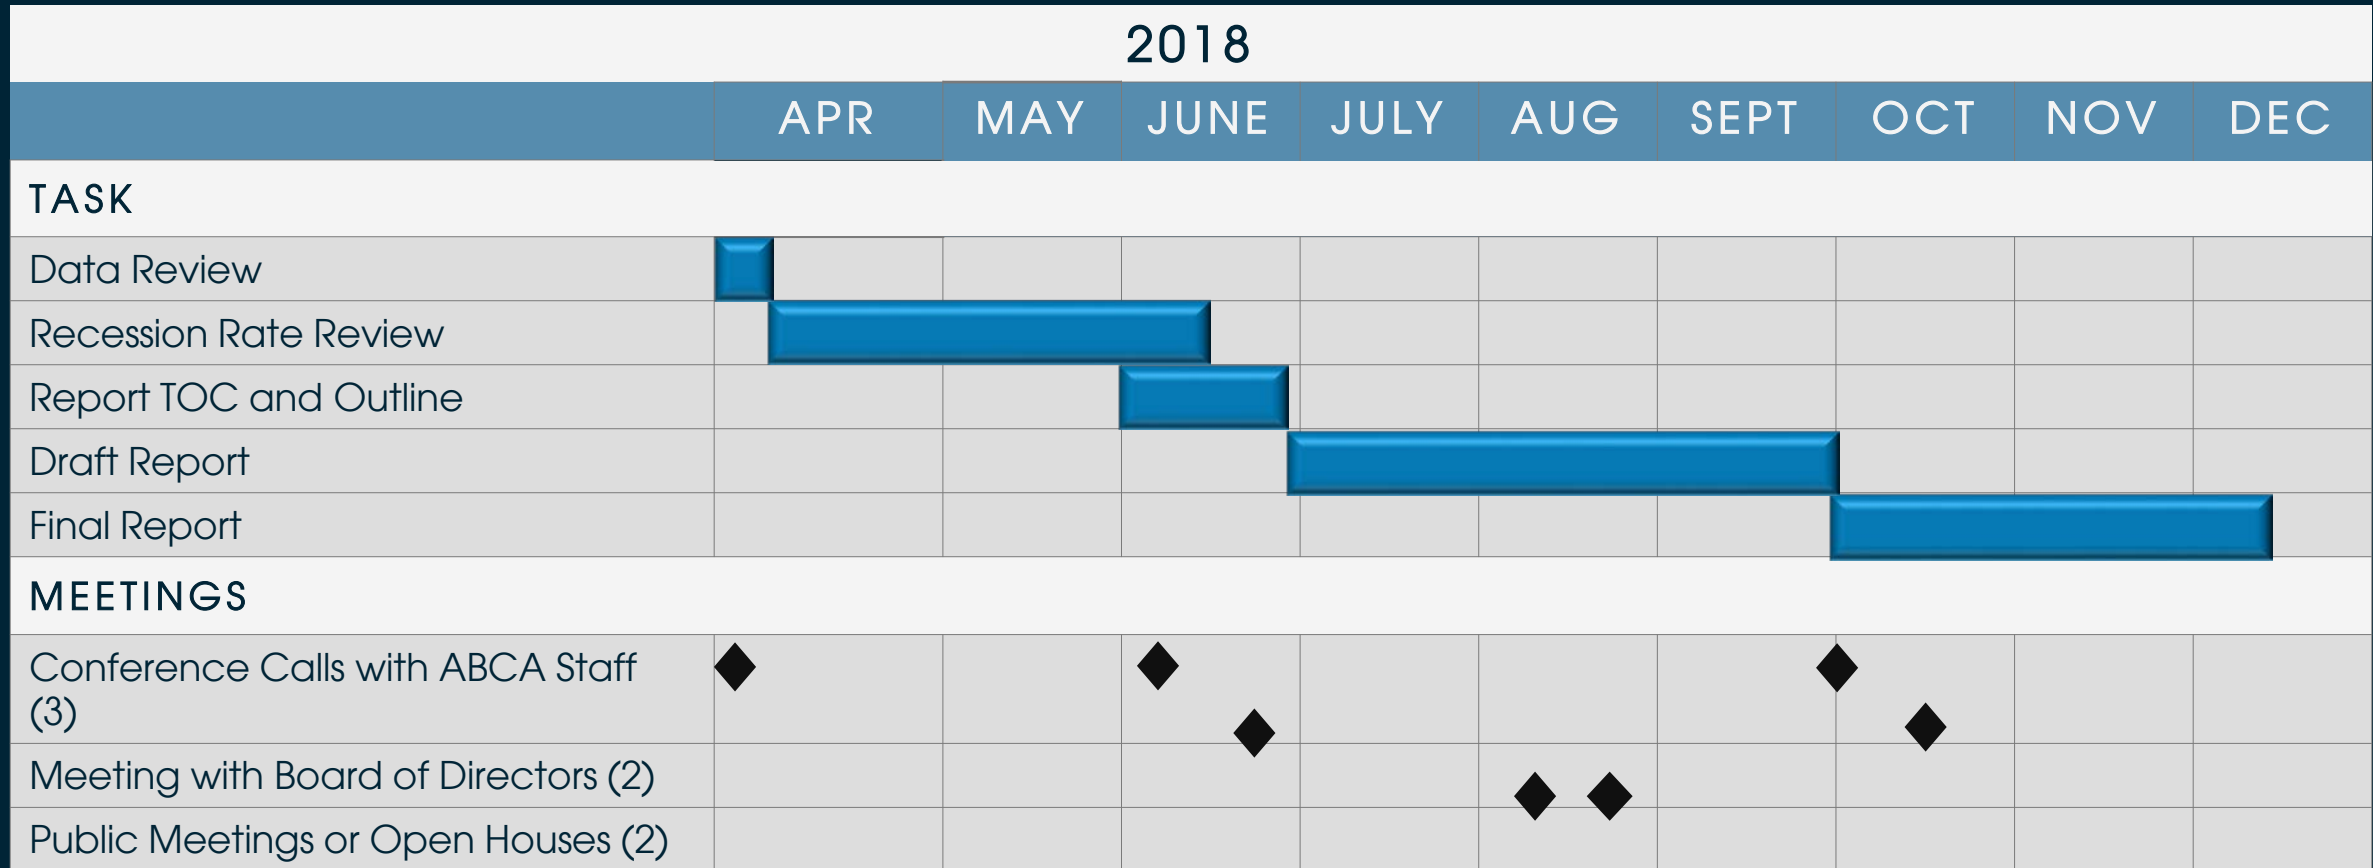 2018
APR MAY JUNE JULY AUG SEPT OCT NOV DEC
TASK
Data Review
Recession Rate Review
Report TOC and Outline
Draft Report
Final Report
MEETINGS
Conference Calls with ABCA Staff
(3)
Meeting with Board of Directors (2)
Public Meetings or Open Houses (2)